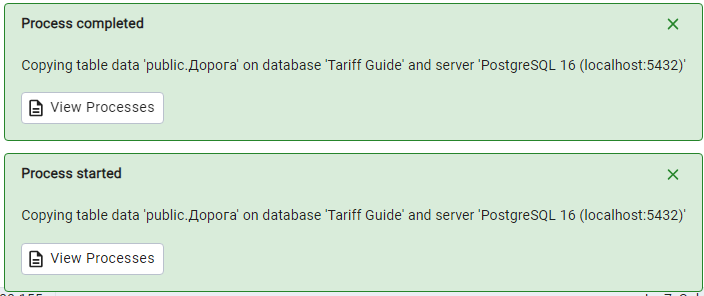 Process completed
Copying table data 'public.Дорога' on database 'Tariff Guide' and server 'PostgreSQL 16 (localhost:5432)'
View Processes
Process started
Copying table data 'public.Дорога' on database 'Tariff Guide' and server 'PostgreSQL 16 (localhost:5432)'
View Processes